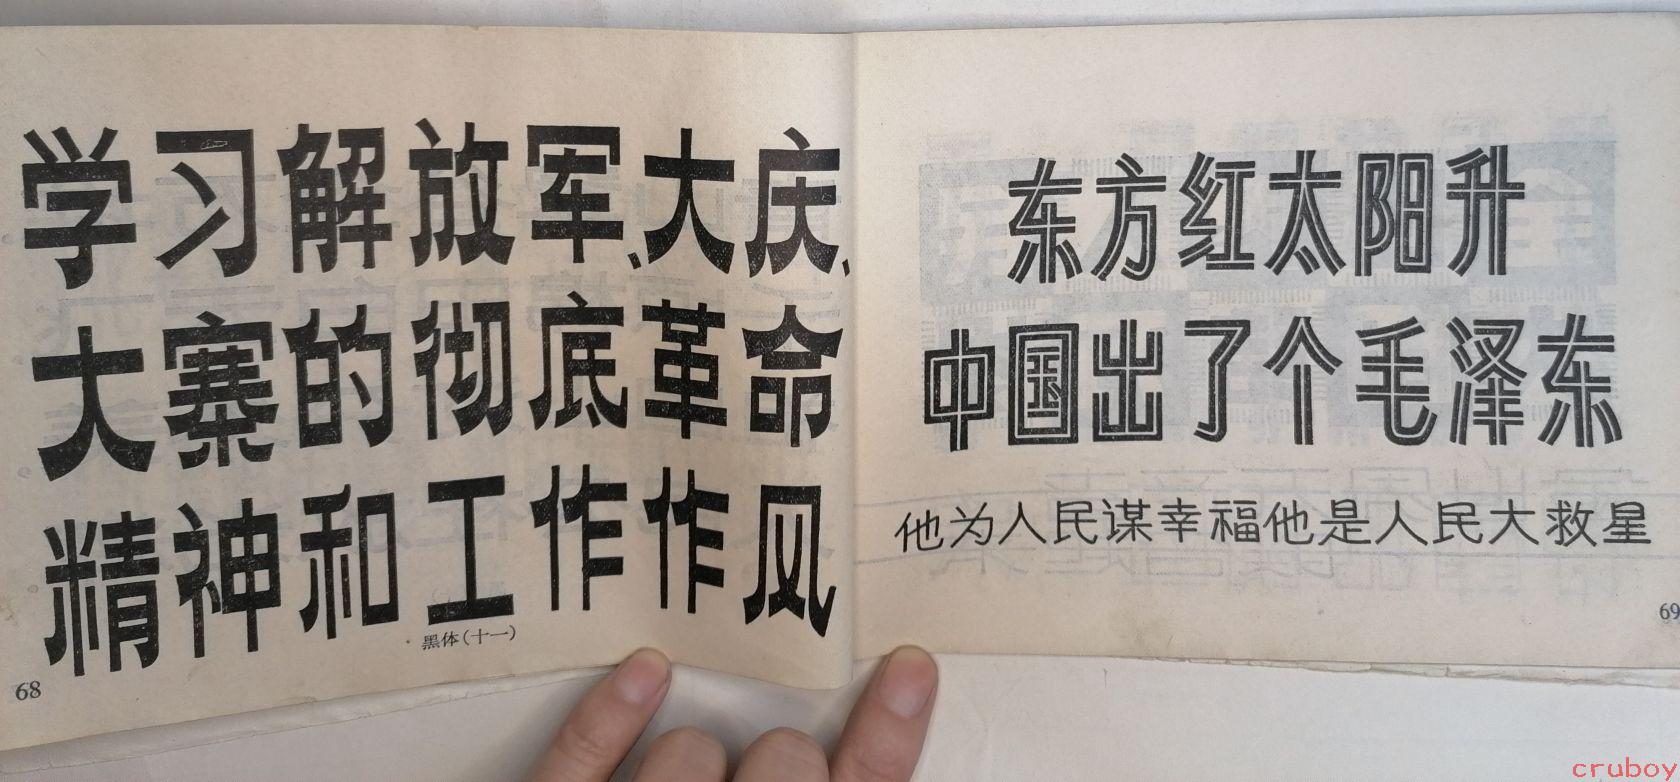 学习解放军、大庆、
大寨的彻底革命
精神和工作作风
黑体(十一)
68
东方红太阳升
中国出了个毛泽东
他为人民谋幸福他是人民大救星
69
cruboy